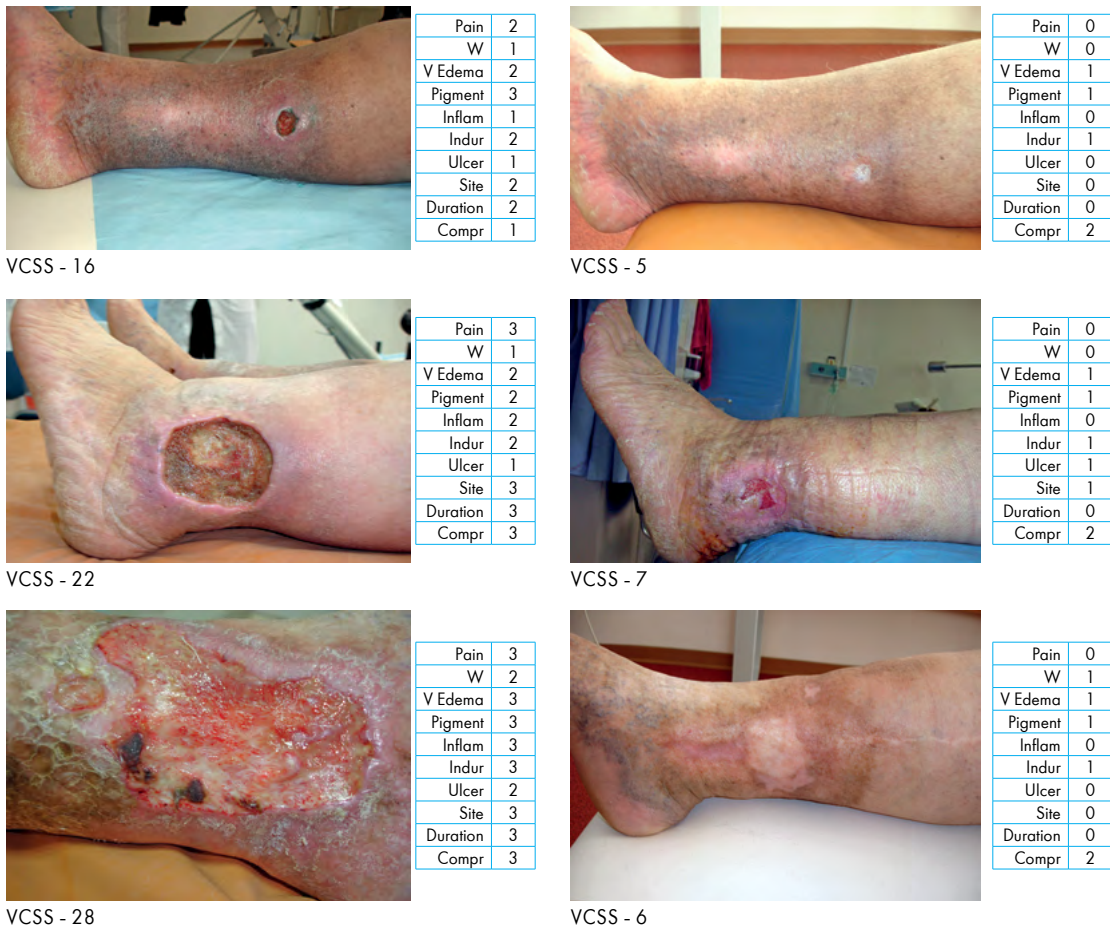 Pain 2
W 1
V Edema 2
Pigment 3
Inflam 1
Indur 2
Ulcer 1
Site 2
Duration 2
Compr 1
VCSS - 16
Pain 0
W 0
V Edema 1
Pigment 1
Inflam 0
Indur 1
Ulcer 0
Site 0
Duration 0
Compr 2
VCSS - 5
Pain 3
W 1
V Edema 2
Pigment 2
Inflam 2
Indur 2
Ulcer 1
Site 3
Duration 3
Compr 3
VCSS - 22
Pain 0
W 0
V Edema 1
Pigment 1
Inflam 0
Indur 1
Ulcer 1
Site 1
Duration 0
Compr 2
VCSS - 7
Pain 3
W 2
V Edema 3
Pigment 3
Inflam 3
Indur 3
Ulcer 2
Site 3
Duration 3
Compr 3
VCSS - 28
Pain 0
W 1
V Edema 1
Pigment 1
Inflam 0
Indur 1
Ulcer 0
Site 0
Duration 0
Compr 2
VCSS - 6